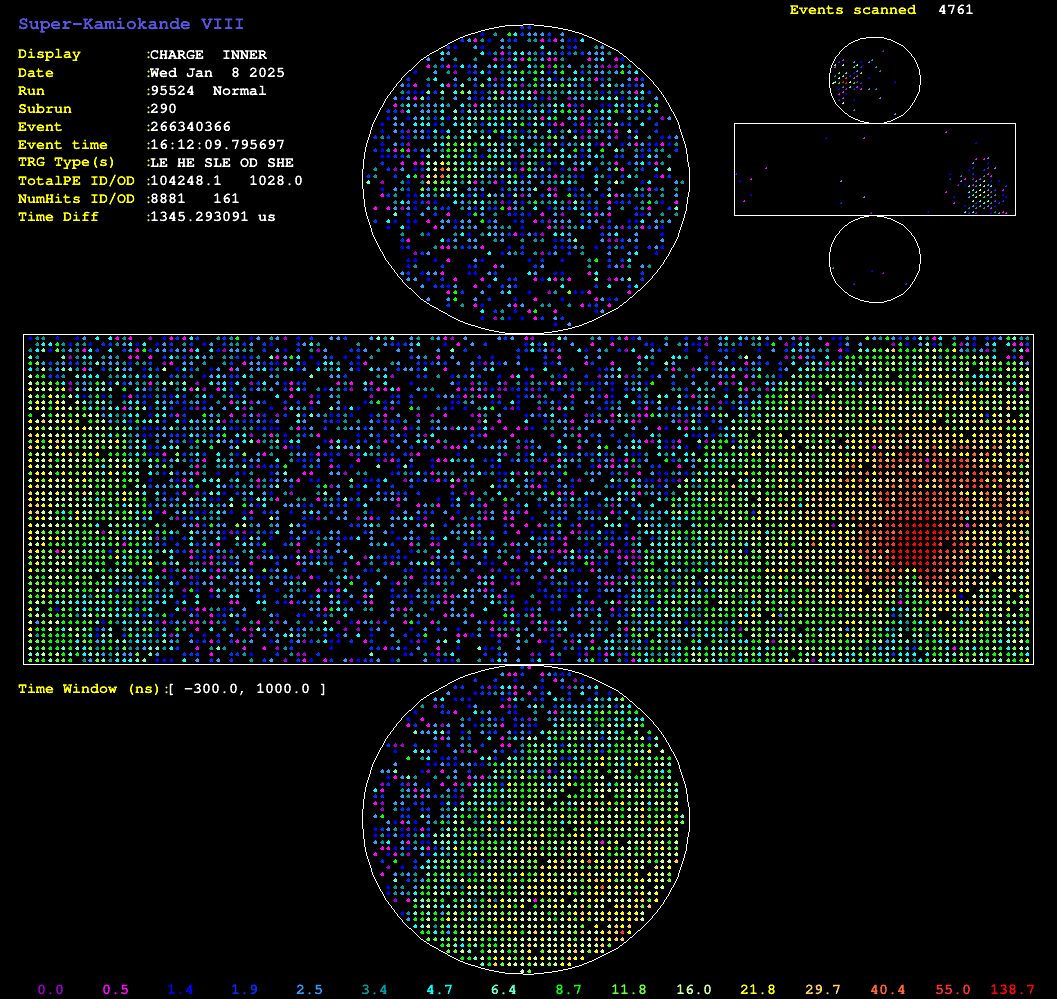 Super-Kamiokande VIII
Events scanned 4761
Display :CHARGE INNER
Date :Wed Jan 8 2025
Run :95524 Normal
Subrun :290
Event :266340366
Event time :16:12:09.795697
TRG Type(s) :LE HE SLE OD SHE
TotalPE ID/OD :104248.1 1028.0
NumHits ID/OD :8881 161
Time Diff :1345.293091 us
Time Window (ns):[ -300.0, 1000.0 ]
0.0 0.5 1.4 1.9 2.5 3.4 4.7 6.4 8.7 11.8 16.0 21.8 29.7 40.4 55.0 138.7